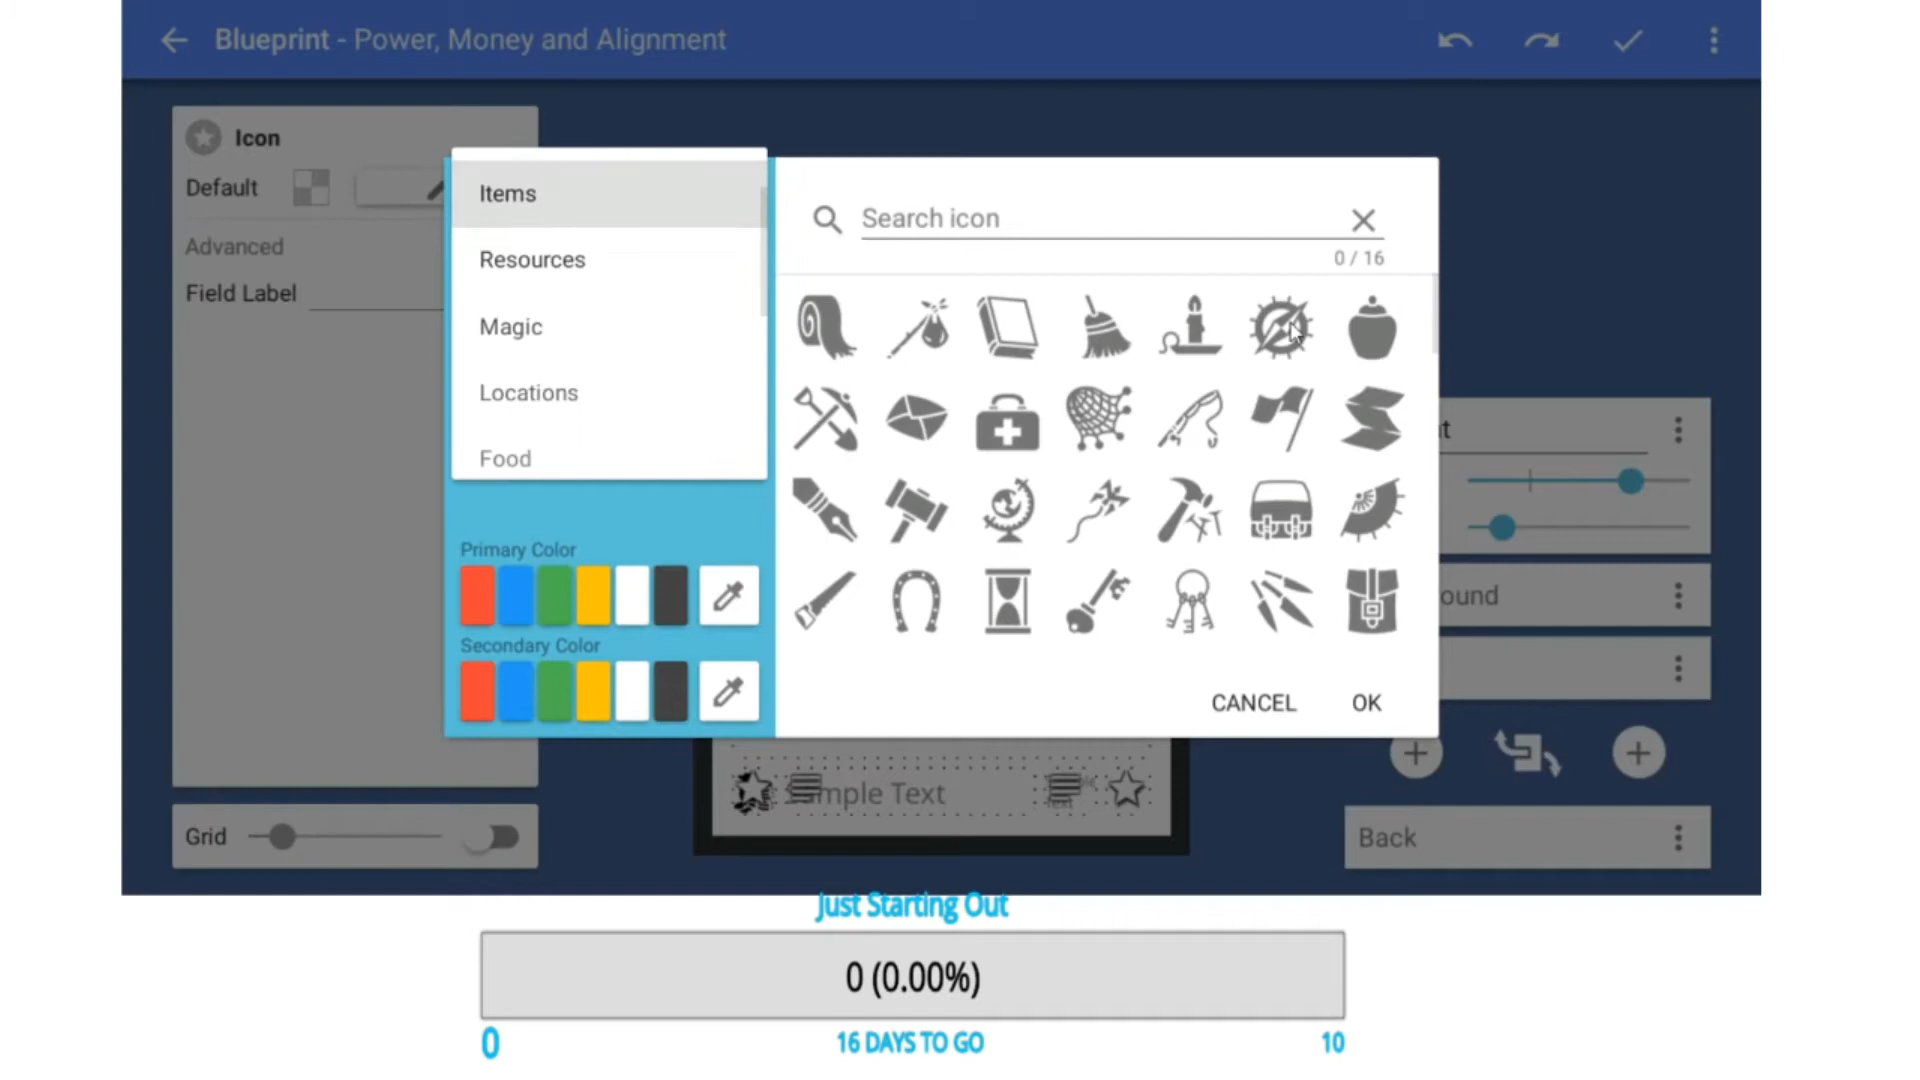 Blueprint - Power, Money and Alignment
Icon
Default
Advanced
Field Label
Items
Resources
Magic
Locations
Food
Search icon
0 / 16
Primary Color
Secondary Color
CANCEL
OK
ound
Sample Text
Back
Grid
Just Starting Out
0 (0.00%)
0
16 DAYS TO GO
10